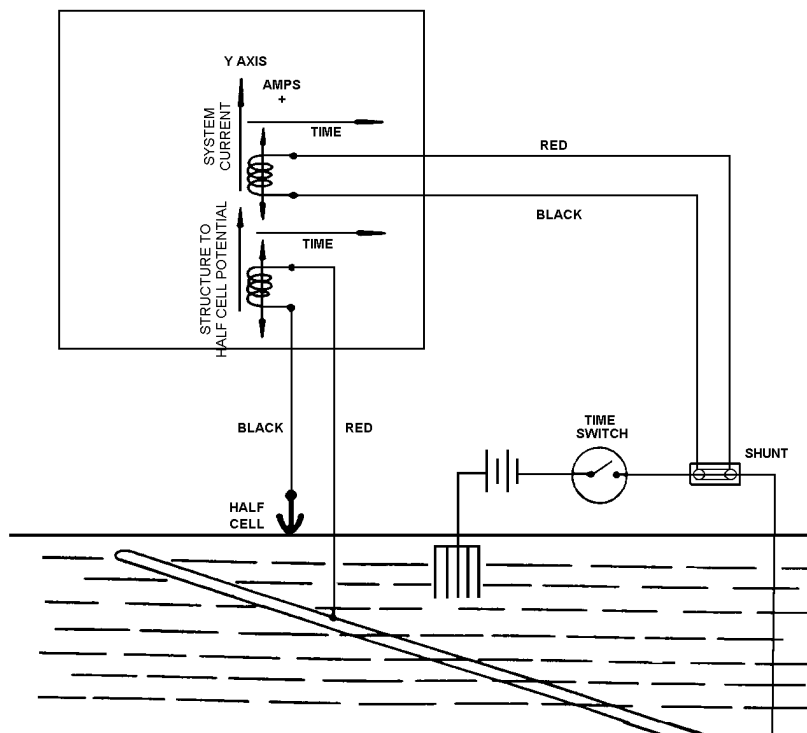 Y AXIS
AMPS
+
SYSTEM
CURRENT
TIME
RED
BLACK
STRUCTURE TO
HALF CELL POTENTIAL
TIME
BLACK
RED
TIME
SWITCH
SHUNT
HALF
CELL